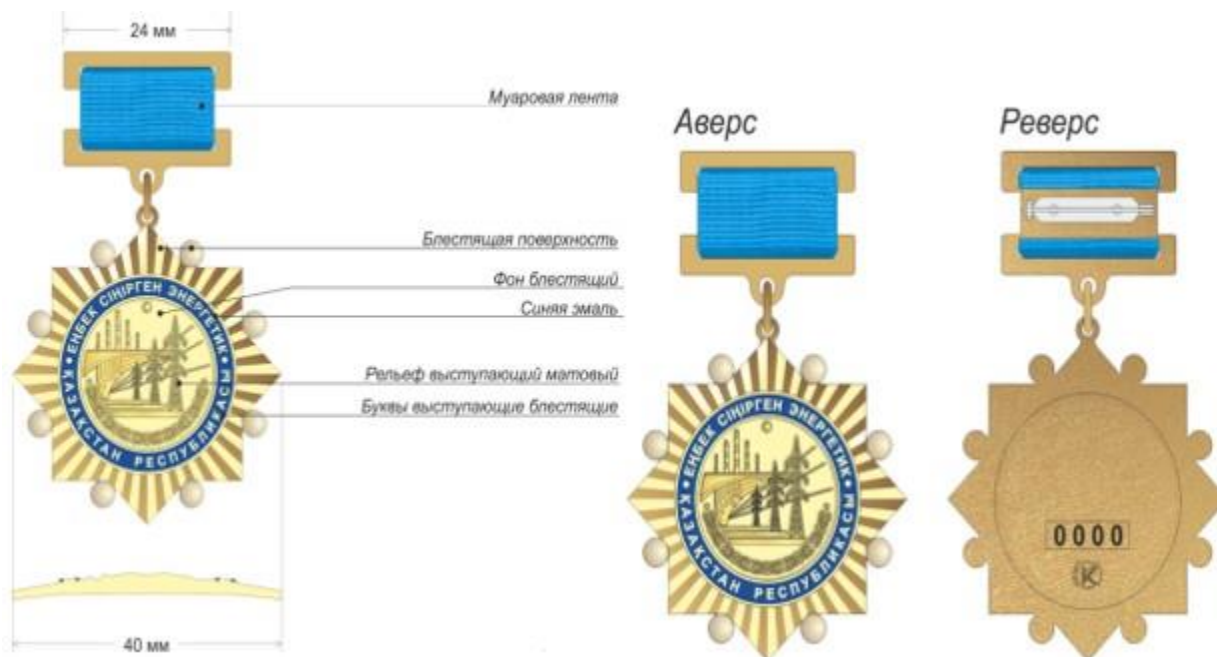 24 мм
Муаровая лента
Блестящая поверхность
Фон блестящий
Синяя эмаль
Рельеф выступающий матовый
Буквы выступающие блестящие
ЕҢБЕК СІҢІРГЕН ЭНЕРГЕТИК
ҚАЗАҚСТАН РЕСПУБЛИКАСЫ
40 мм
Аверс
ЕҢБЕК СІҢІРГЕН ЭНЕРГЕТИК
ҚАЗАҚСТАН РЕСПУБЛИКАСЫ
Реверс
0000
K